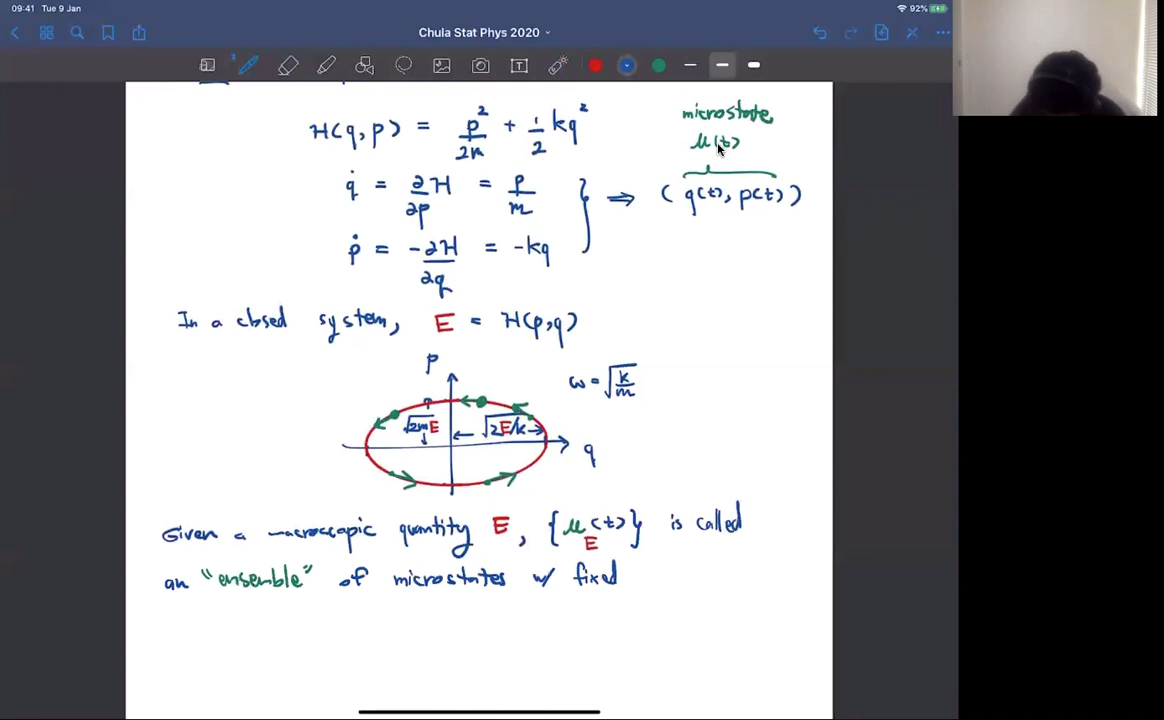 09:41 Tue 9 Jan
92%
Chula Stat Phys 2020
microstate
μ(t)
H(q,p) = p²/2m + 1/2 kq²
q̇ = ∂H/∂p = p/m
⇒ (q(t), p(t))
ṗ = -∂H/∂q = -kq
In a closed system, E = H(p,q)
p
ω = √(k/m)
√2mE
√2E/k
q
Given a macroscopic quantity E, {μ_E(t)} is called
an "ensemble" of microstates w/ fixed